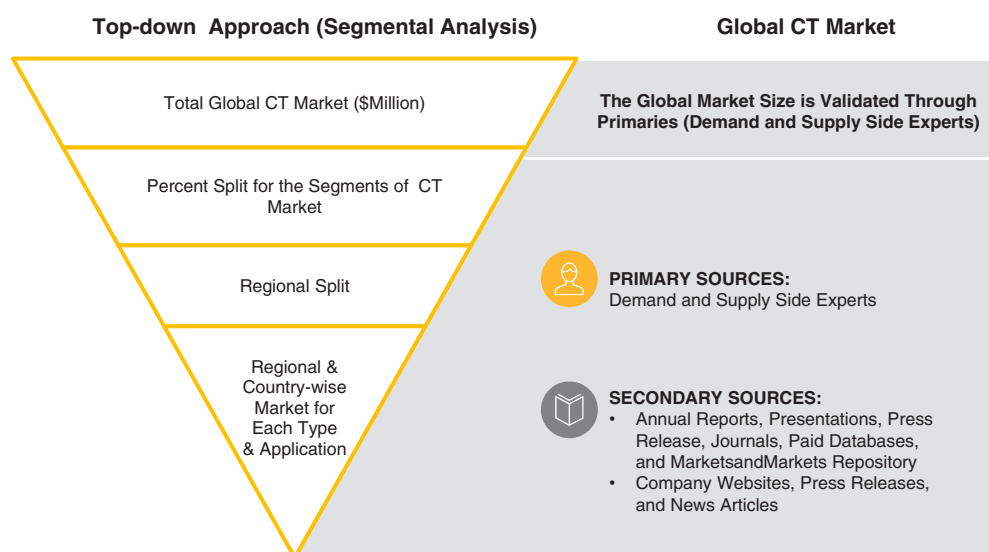 Top-down Approach (Segmental Analysis)
Global CT Market
Total Global CT Market ($Million)
The Global Market Size is Validated Through
Primaries (Demand and Supply Side Experts)
Percent Split for the Segments of CT
Market
Regional Split
Regional &
Country-wise
Market for
Each Type
& Application
PRIMARY SOURCES:
Demand and Supply Side Experts
SECONDARY SOURCES:
• Annual Reports, Presentations, Press
Release, Journals, Paid Databases,
and MarketsandMarkets Repository
• Company Websites, Press Releases,
and News Articles